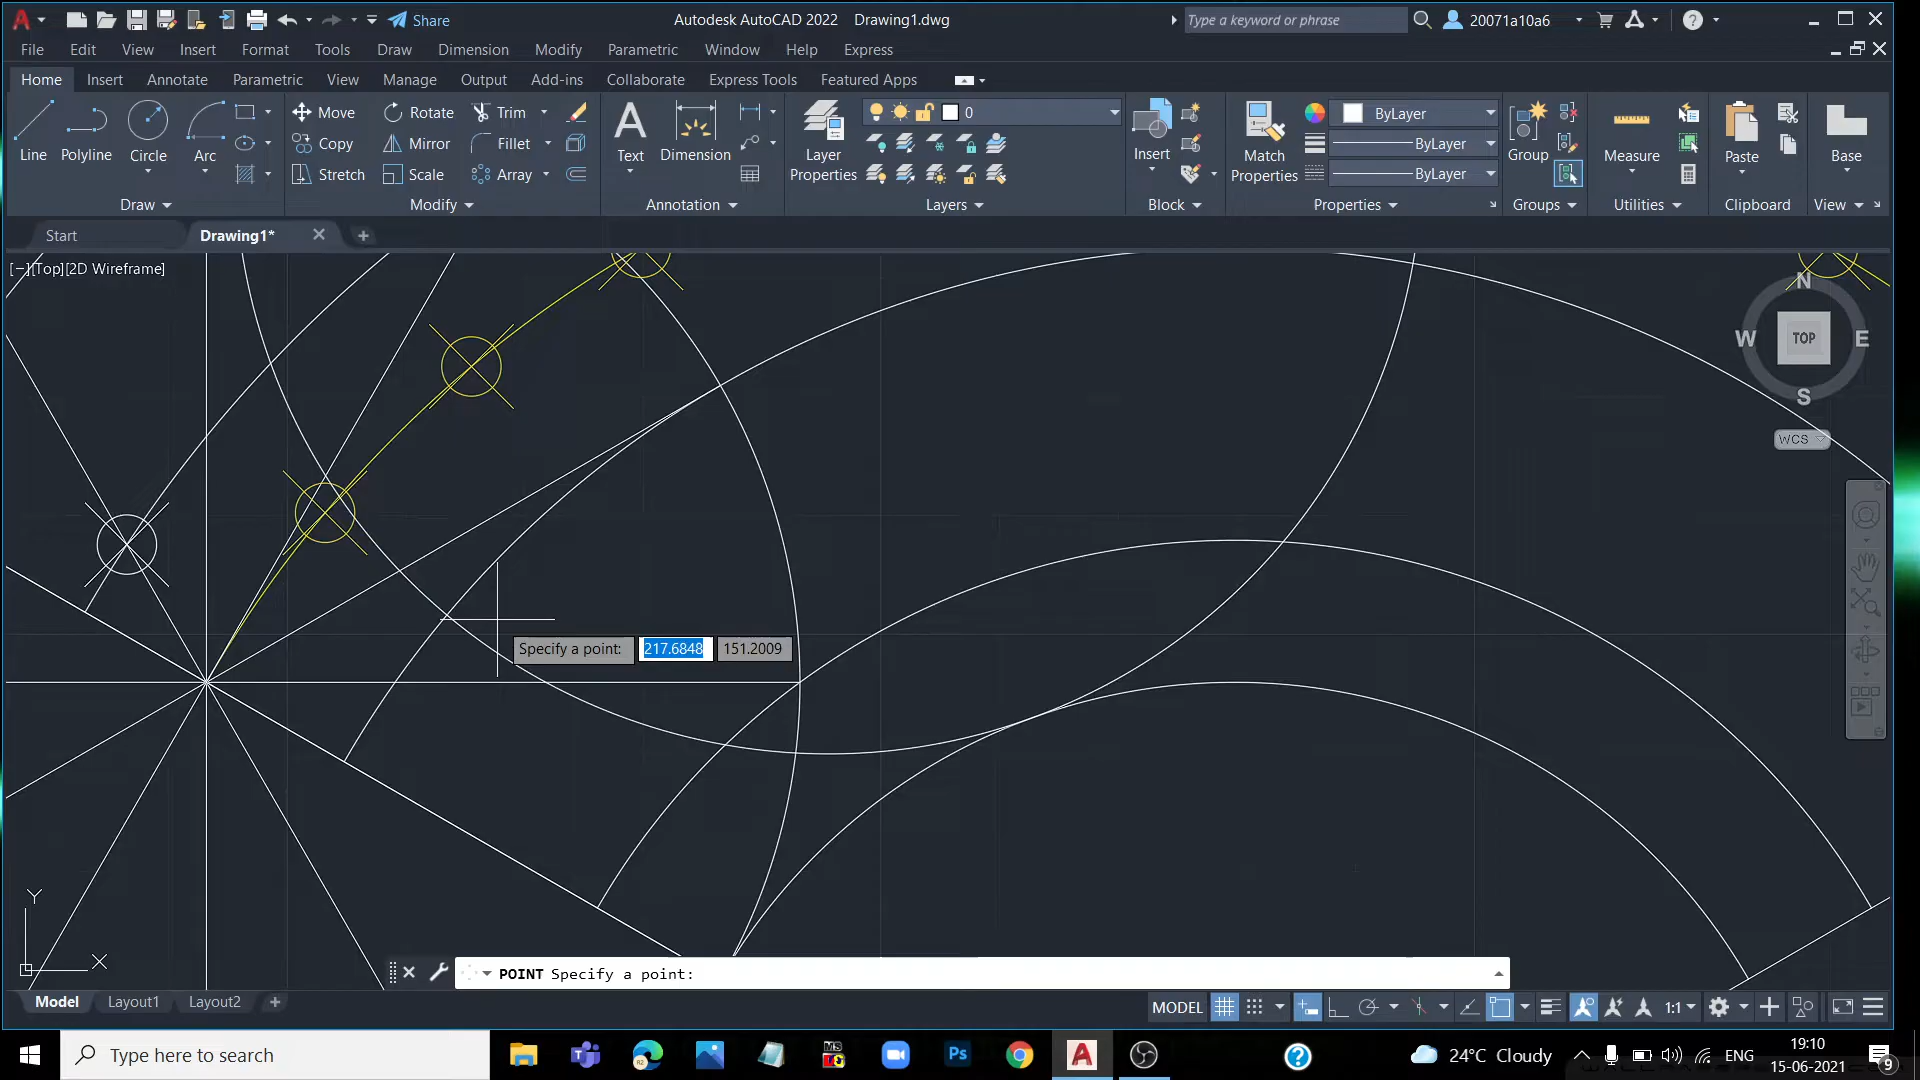 Share
Autodesk AutoCAD 2022 Drawing1.dwg
Type a keyword or phrase
20071a10a6
File Edit View Insert Format Tools Draw Dimension Modify Parametric Window Help Express
Home Insert Annotate Parametric View Manage Output Add-ins Collaborate Express Tools Featured Apps
Line Polyline Circle Arc
Move Rotate Trim
Copy Mirror Fillet
Stretch Scale Array
Text Dimension
Layer Properties
0
Insert
Match Properties
ByLayer
ByLayer
ByLayer
Group
Measure
Paste
Base
Draw Modify Annotation Layers Block Properties Groups Utilities Clipboard View
Start Drawing1*
[−][Top][2D Wireframe]
N
W TOP E
S
WCS
Specify a point: 217.6848 151.2009
Y
X
POINT Specify a point:
Model Layout1 Layout2
MODEL 1:1
Type here to search
Ps
24°C Cloudy
ENG
19:10
15-06-2021
9